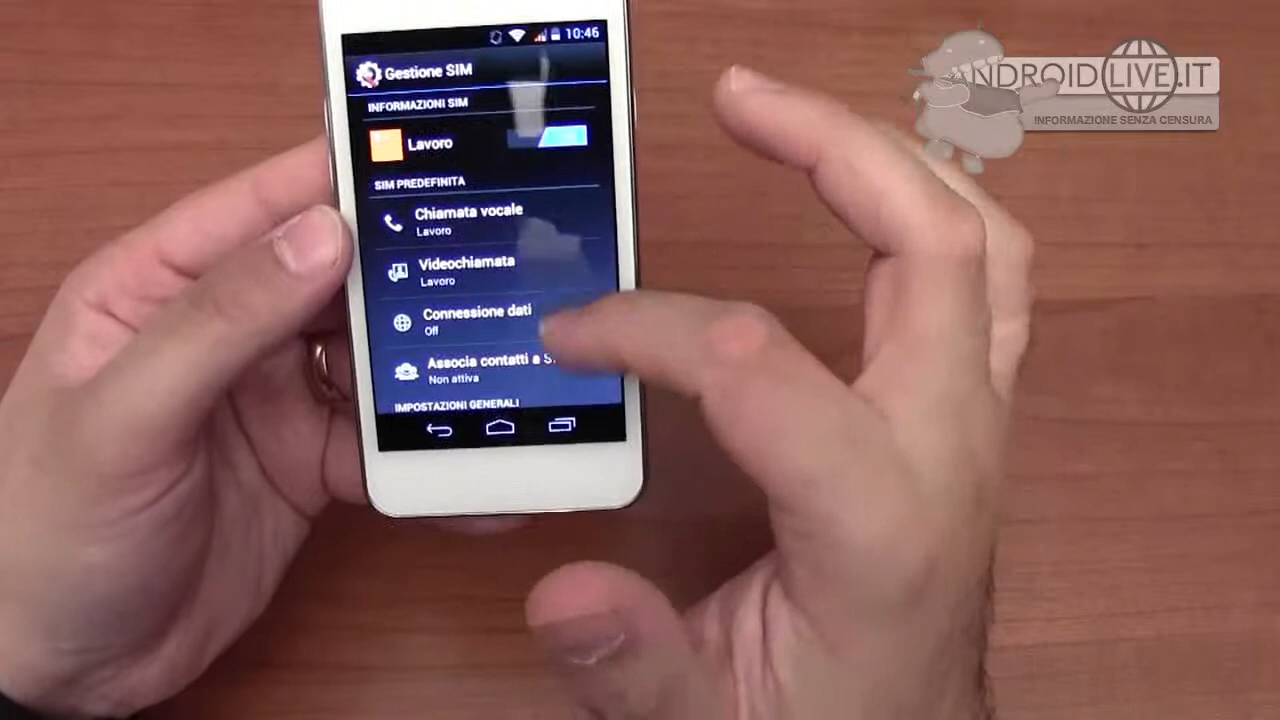 10:46
Gestione SIM
INFORMAZIONI SIM
Lavoro
SIM PREDEFINITA
Chiamata vocale
Lavoro
Videochiamata
Lavoro
Connessione dati
Off
Associa contatti a S
Non attiva
IMPOSTAZIONI GENERALI
ANDROIDLIVE.IT
INFORMAZIONE SENZA CENSURA